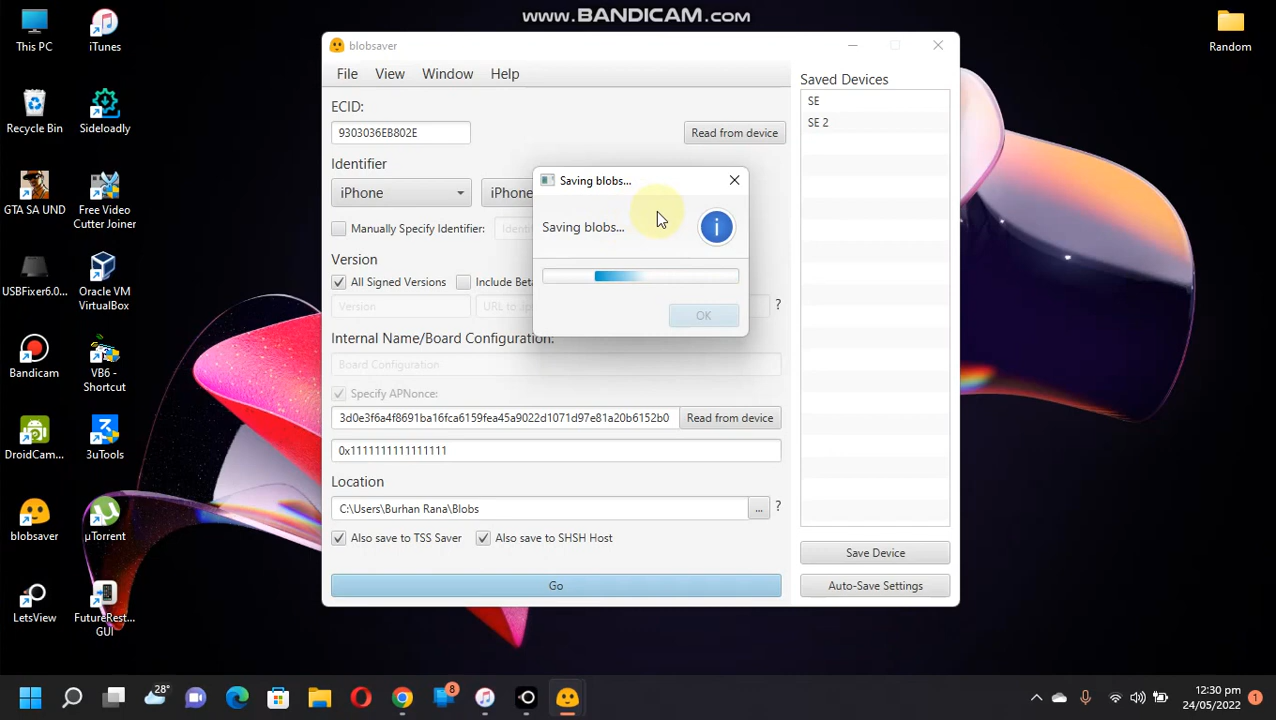 www.BANDICAM.com
This PC
iTunes
Random
Recycle Bin
Sideloadly
GTA SA UND
Free Video
Cutter Joiner
USBFixer6.0...
Oracle VM
VirtualBox
Bandicam
VB6 -
Shortcut
DroidCam...
3uTools
blobsaver
µTorrent
LetsView
FutureRest...
GUI
blobsaver
File View Window Help
ECID:
9303036EB802E
Read from device
Identifier
iPhone
iPhone
Manually Specify Identifier:
Version
All Signed Versions
Include Beta
Version
?
Internal Name/Board Configuration:
Board Configuration
Specify APNonce:
3d0e3f6a4f8691ba16fca6159fea45a9022d1071d97e81a20b6152b0
Read from device
0x1111111111111111
Location
C:\Users\Burhan Rana\Blobs
...
?
Also save to TSS Saver
Also save to SHSH Host
Go
Saving blobs...
Saving blobs...
OK
Saved Devices
SE
SE 2
Save Device
Auto-Save Settings
28°
8
12:30 pm
24/05/2022
1